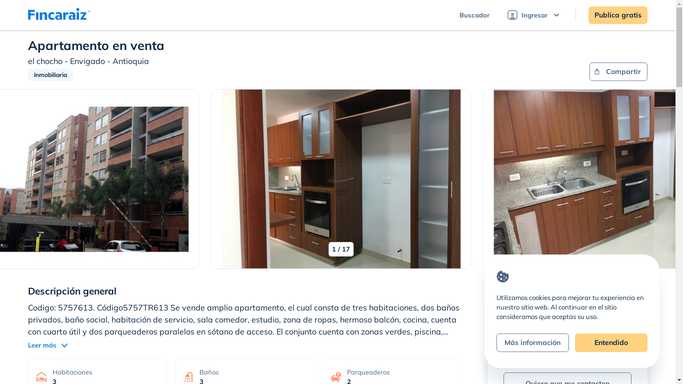 Fincaraiz
Buscador
Ingresar
Publica gratis
Apartamento en venta
el chocho - Envigado - Antioquia
Inmobiliaria
Compartir
1 / 17
Descripción general
Codigo: 5757613. Código5757TR613 Se vende amplio apartamento, el cual consta de tres habitaciones, dos baños
privados, baño social, habitación de servicio, sala comedor, estudio, zona de ropas, hermoso balcón, cocina, cuenta
con cuarto útil y dos parqueaderos paralelos en sótano de acceso. El conjunto cuenta con zonas verdes, piscina,...
Leer más
Habitaciones
3
Baños
3
Parqueaderos
2
Utilizamos cookies para mejorar tu experiencia en
nuestro sitio web. Al continuar en el sitio
consideramos que aceptas su uso.
Más información
Entendido
Quiero que me contacten